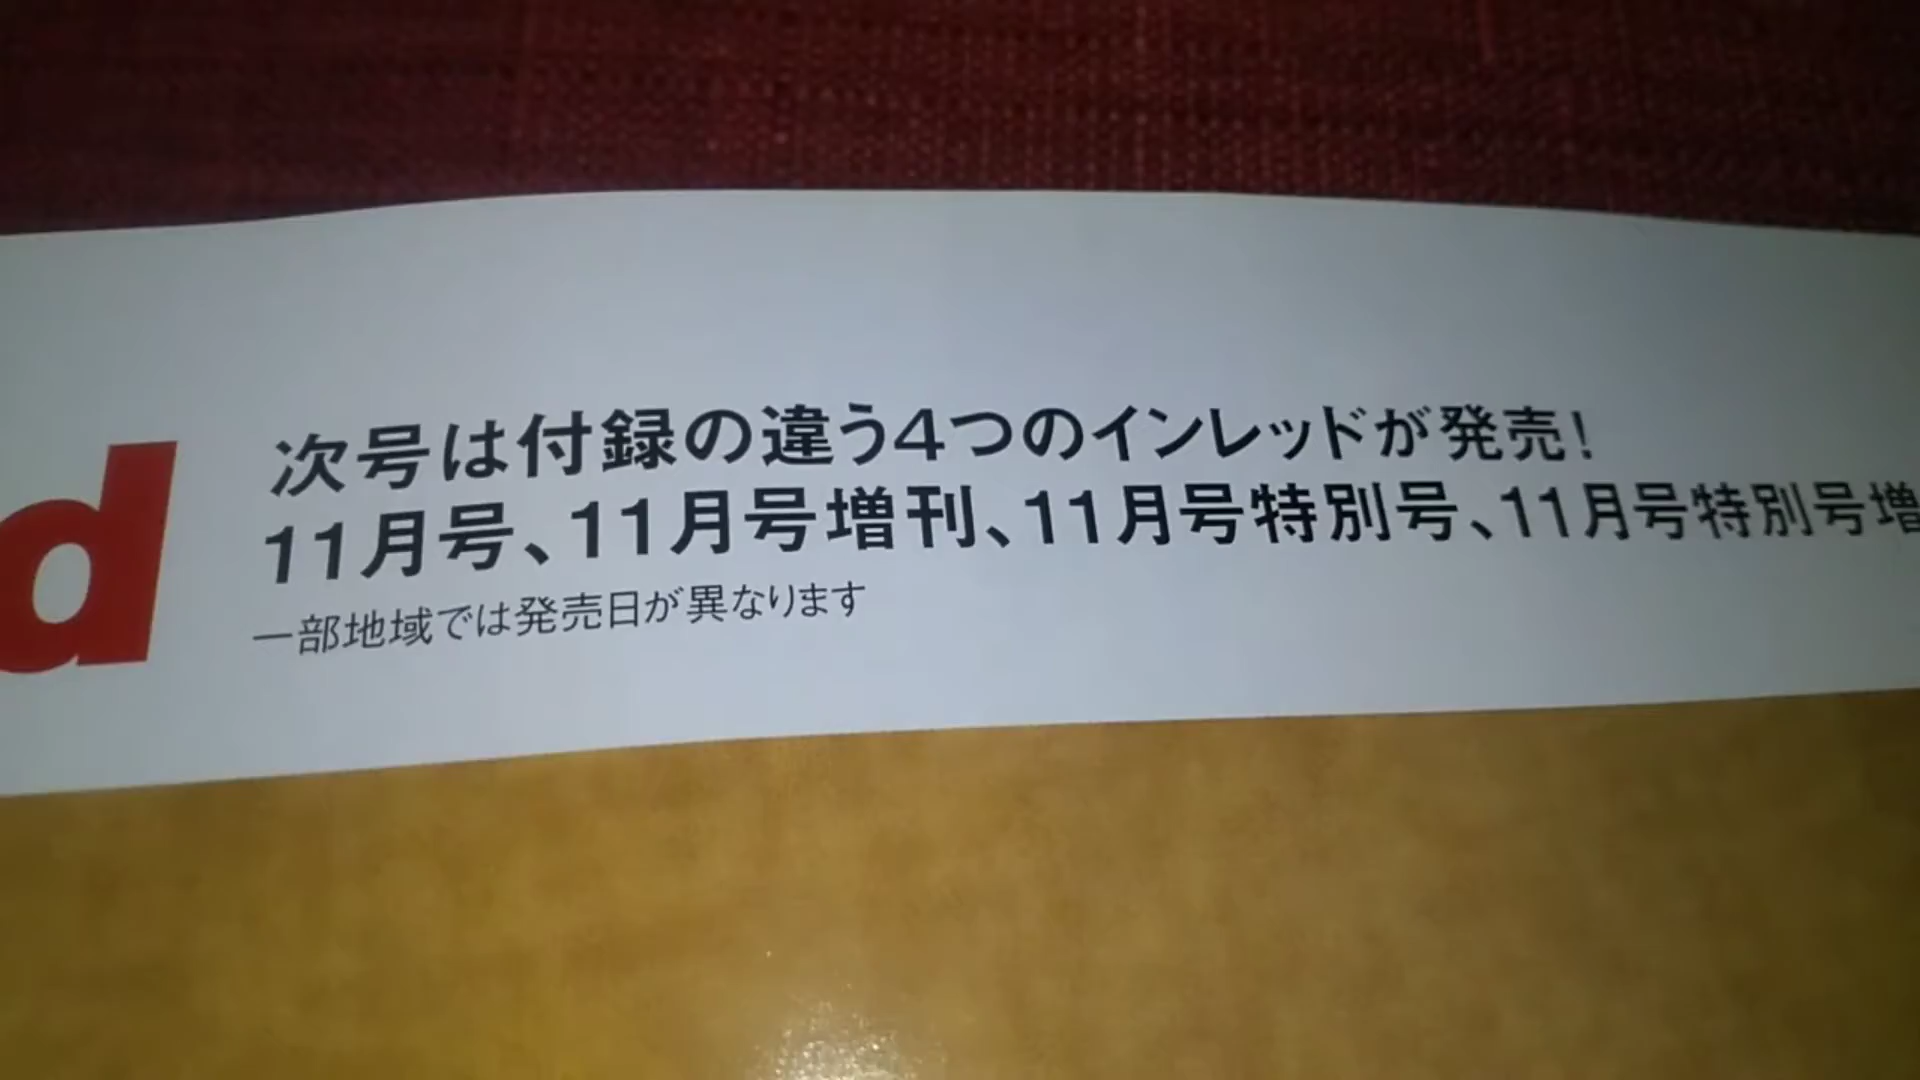 d
次号は付録の違う4つのインレッドが発売!
11月号、11月号増刊、11月号特別号、11月号特別号増
一部地域では発売日が異なります